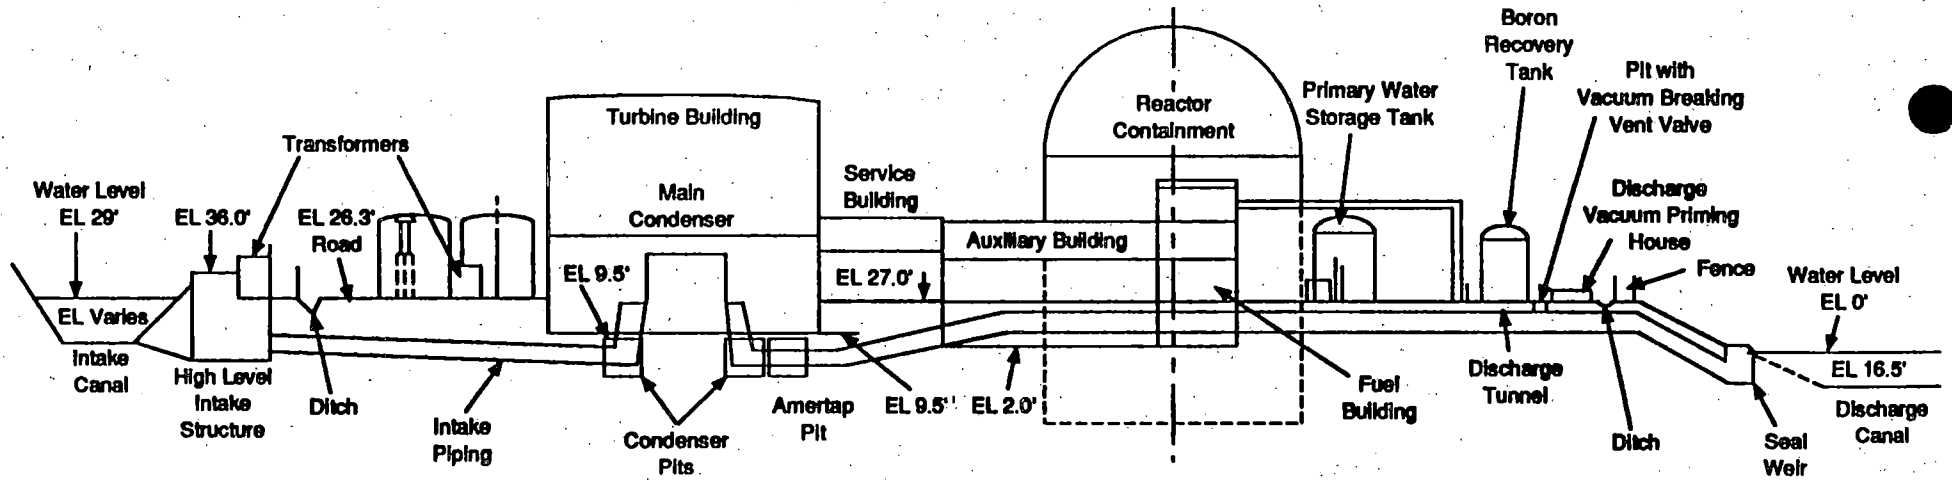 Boron
Recovery
Tank
Pit with
Vacuum Breaking
Vent Valve
Primary Water
Storage Tank
Reactor
Containment
Turbine Building
Transformers
Service
Building
Main
Condenser
Water Level
EL 29'
EL 36.0'
EL 26.3'
Road
Discharge
Vacuum Priming
House
Auxiliary Building
Fence
EL 9.5'
EL 27.0'
Water Level
EL 0'
EL Varies
Intake
Canal
High Level
Intake
Structure
Ditch
Intake
Piping
Condenser
Pits
Amertap
Pit
EL 9.5'
EL 2.0'
Fuel
Building
Discharge
Tunnel
Ditch
Seal
Weir
EL 16.5'
Discharge
Canal